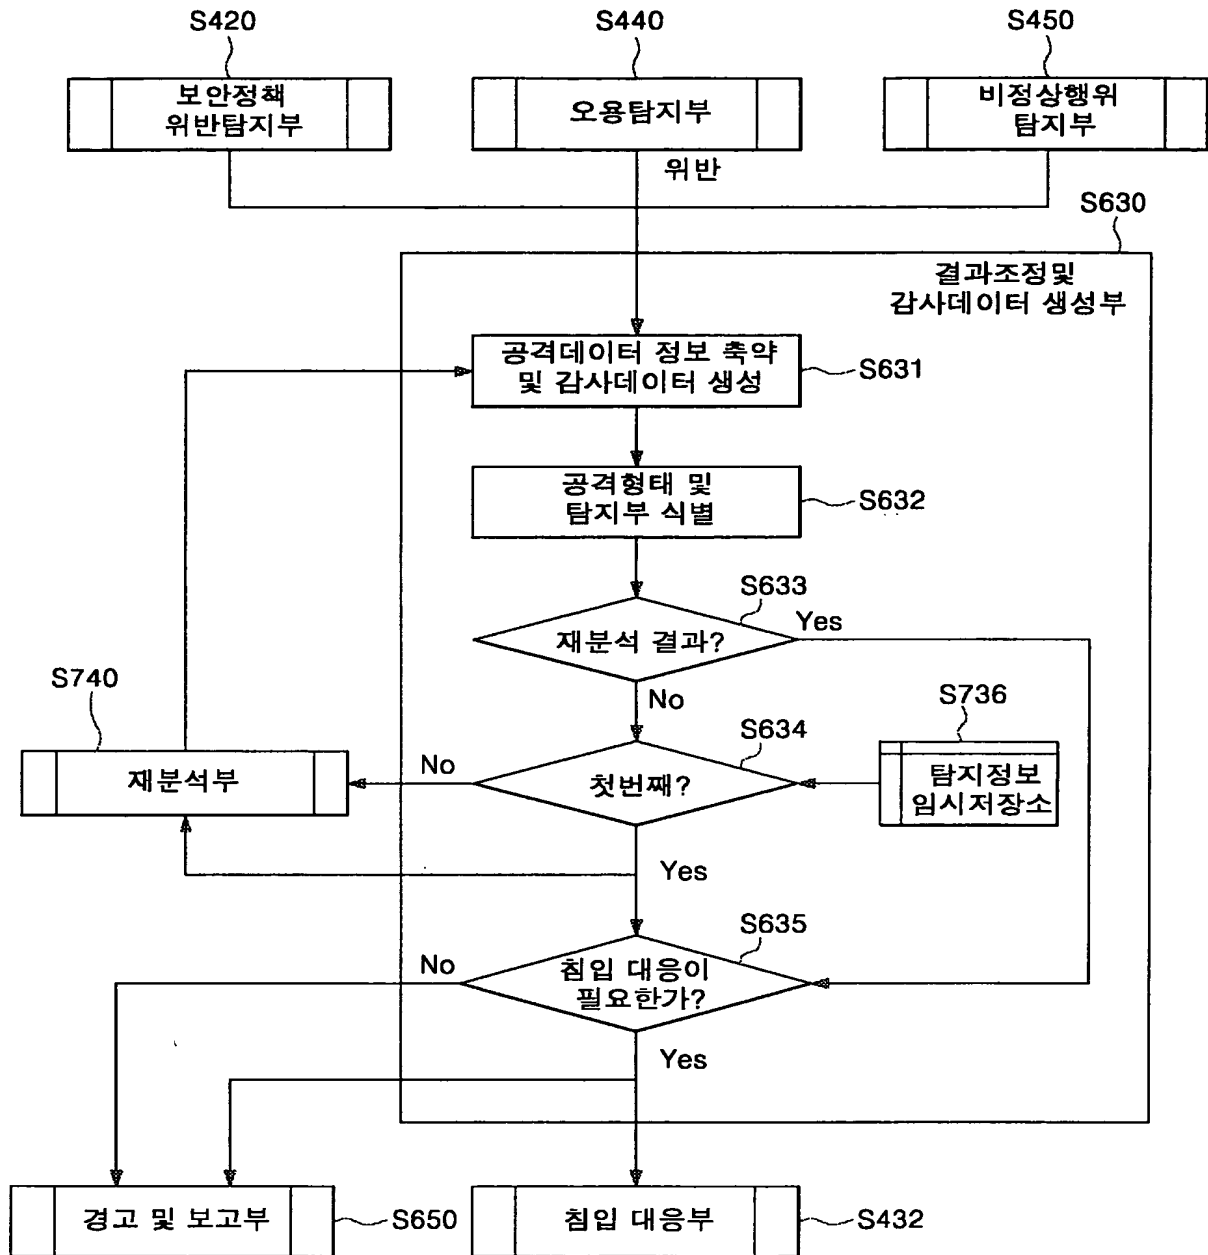 S420
S440
S450
보안정책
위반탐지부
오용탐지부
비정상행위
탐지부
위반
S630
결과조정및
감사데이터 생성부
공격데이터 정보 축약
및 감사데이터 생성
S631
공격형태 및
탐지부 식별
S632
S633
재분석 결과?
Yes
No
S740
S736
S634
재분석부
No
첫번째?
탐지정보
임시저장소
Yes
S635
No
침입 대응이
필요한가?
Yes
경고 및 보고부
S650
침입 대응부
S432